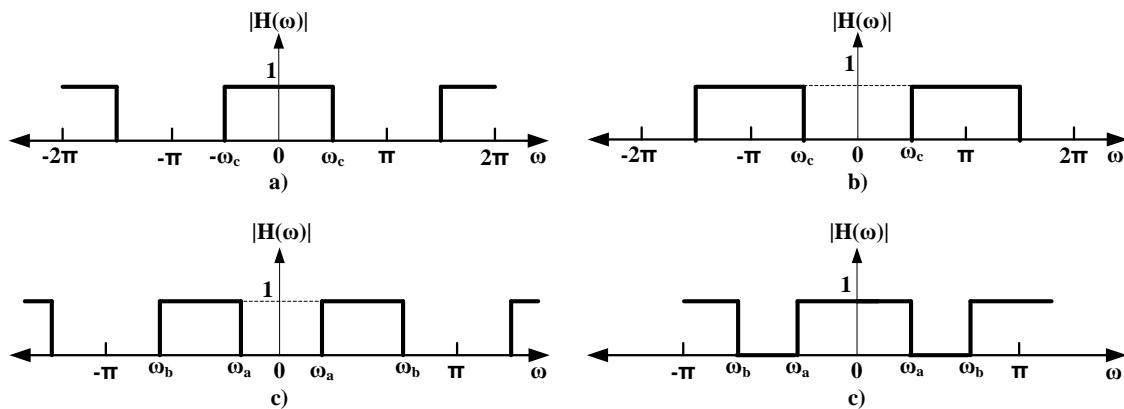 |H(ω)|
1
-2π -π -ωc 0 ωc π 2π ω
a)
|H(ω)|
1
-2π -π ωc 0 ωc π 2π ω
b)
|H(ω)|
1
-π ωb ωa 0 ωa ωb π ω
c)
|H(ω)|
1
-π ωb ωa 0 ωa ωb π ω
c)